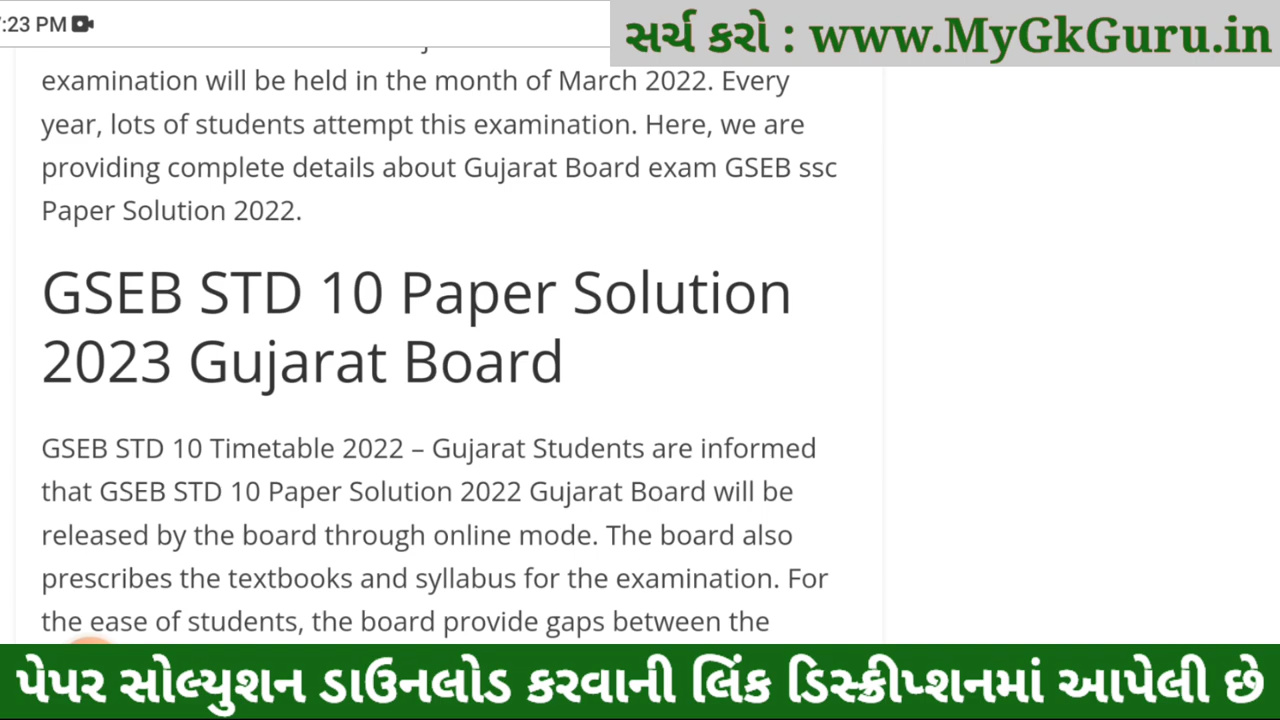 :23 PM
સર્ચ કરો : www.MyGkGuru.in
examination will be held in the month of March 2022. Every
year, lots of students attempt this examination. Here, we are
providing complete details about Gujarat Board exam GSEB ssc
Paper Solution 2022.
GSEB STD 10 Paper Solution
2023 Gujarat Board
GSEB STD 10 Timetable 2022 – Gujarat Students are informed
that GSEB STD 10 Paper Solution 2022 Gujarat Board will be
released by the board through online mode. The board also
prescribes the textbooks and syllabus for the examination. For
the ease of students, the board provide gaps between the
પેપર સોલ્યુશન ડાઉનલોડ કરવાની લિંક ડિસ્ક્રીપ્શનમાં આપેલી છે